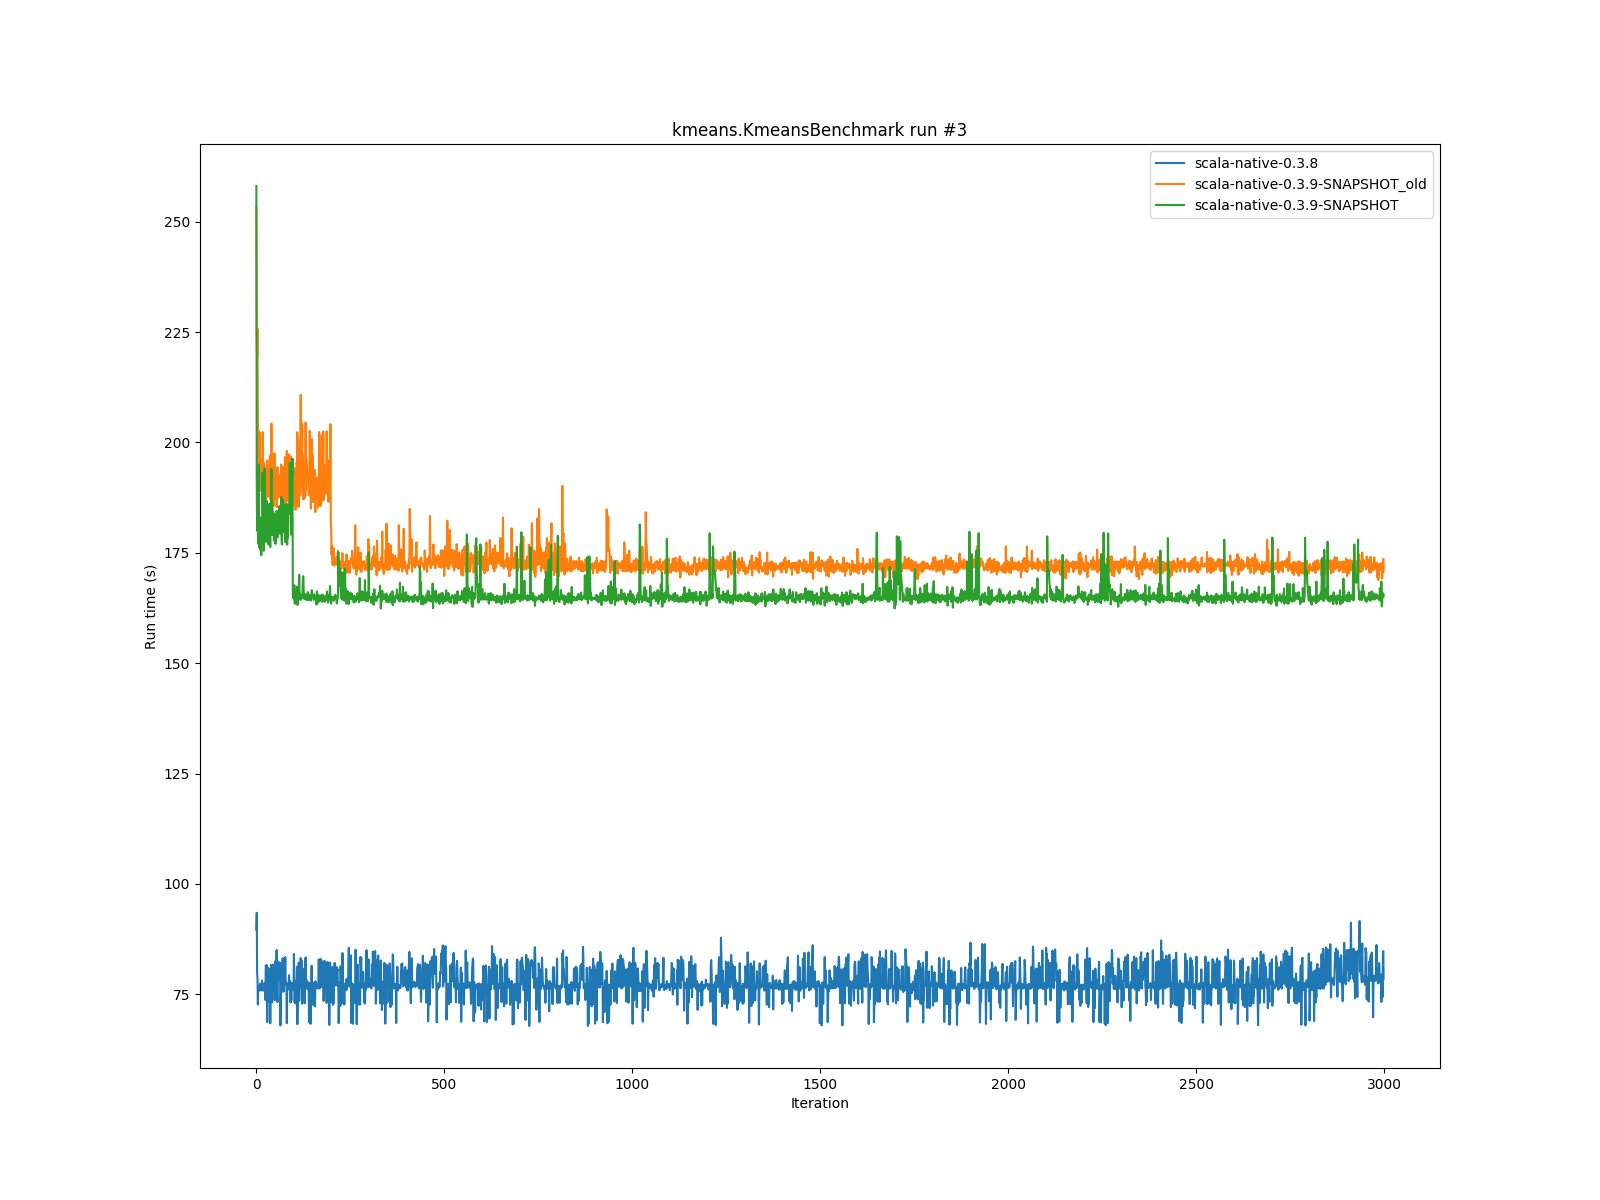 kmeans.KmeansBenchmark run #3
scala-native-0.3.8
scala-native-0.3.9-SNAPSHOT_old
scala-native-0.3.9-SNAPSHOT
Run time (s)
250
225
200
175
150
125
100
75
0 500 1000 1500 2000 2500 3000
Iteration